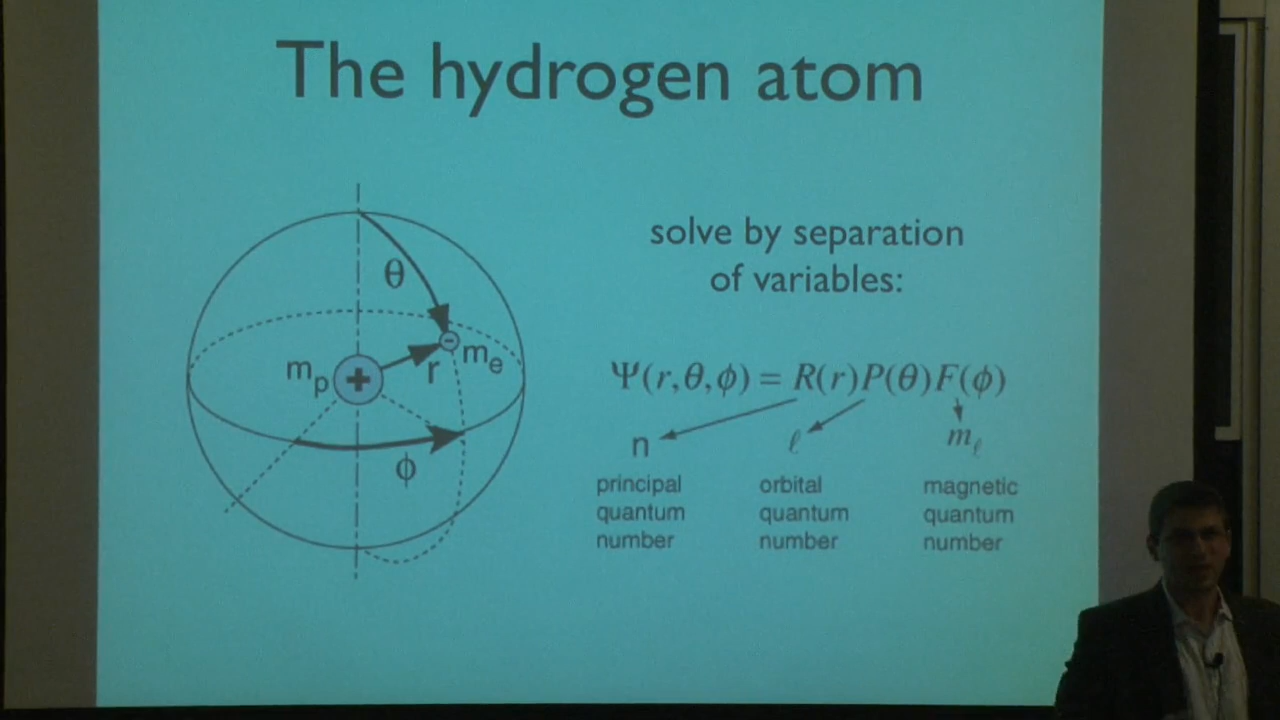 The hydrogen atom
θ
m_p
+
r
-
m_e
ϕ
solve by separation
of variables:
Ψ(r,θ,ϕ) = R(r)P(θ)F(ϕ)
n
principal
quantum
number
ℓ
orbital
quantum
number
m_ℓ
magnetic
quantum
number